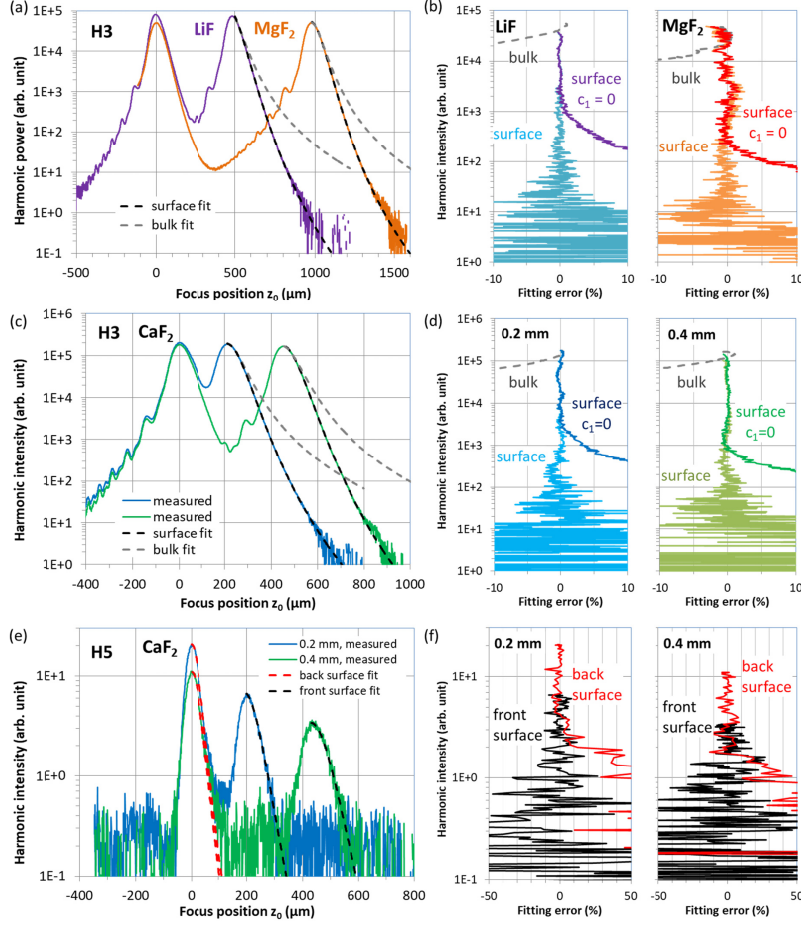 (a)
H3
LiF
MgF2
Harmonic power (arb. unit)
1E+5
1E+4
1E+3
1E+2
1E+1
1E+0
1E-1
surface fit
bulk fit
-500 0 500 1000 1500
Focus position z0 (μm)
(b)
LiF
MgF2
Harmonic intensity (arb. unit)
1E+5
1E+4
1E+3
1E+2
1E+1
1E+0
bulk
surface
c1 = 0
surface
bulk
surface
c1 = 0
surface
-10 -5 0 5 10
-10 -5 0 5 10
Fitting error (%)
Fitting error (%)
(c)
H3
CaF2
Harmonic intensity (arb. unit)
1E+6
1E+5
1E+4
1E+3
1E+2
1E+1
1E+0
measured
measured
surface fit
bulk fit
-400 -200 0 200 400 600 800 1000
Focus position z0 (μm)
(d)
0.2 mm
0.4 mm
Harmonic intensity (arb. unit)
1E+6
1E+5
1E+4
1E+3
1E+2
1E+1
1E+0
bulk
surface
c1=0
surface
bulk
surface
c1=0
surface
-10 -5 0 5 10
-10 -5 0 5 10
Fitting error (%)
Fitting error (%)
(e)
H5
CaF2
Harmonic intensity (arb. unit)
1E+1
1E+0
1E-1
0.2 mm, measured
0.4 mm, measured
back surface fit
front surface fit
-400 -200 0 200 400 600 800
Focus position z0 (μm)
(f)
0.2 mm
0.4 mm
Harmonic intensity (arb. unit)
1E+1
1E+0
1E-1
back
surface
front
surface
back
surface
front
surface
-50 0 50
-50 0 50
Fitting error (%)
Fitting error (%)